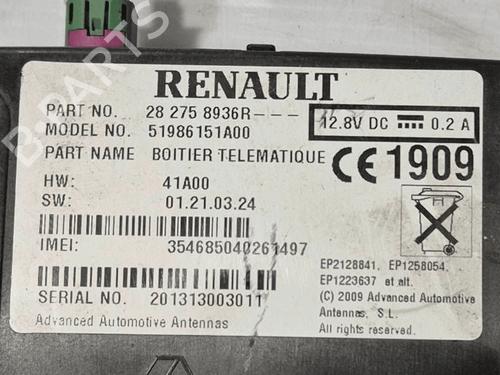 RENAULT
PART NO. 28 275 8936R---
MODEL NO. 51986151A00
12.8V DC 0.2 A
PART NAME BOITIER TELEMATIQUE
CE 1909
HW: 41A00
SW: 01.21.03.24
IMEI: 354685040261497
EP2128841, EP1258054,
EP1223637 et alt.
(C) 2009 Advanced Automotive
Antennas, S.L.
All rights reserved.
SERIAL NO. 201313003011
Advanced Automotive Antennas
B-PARTS